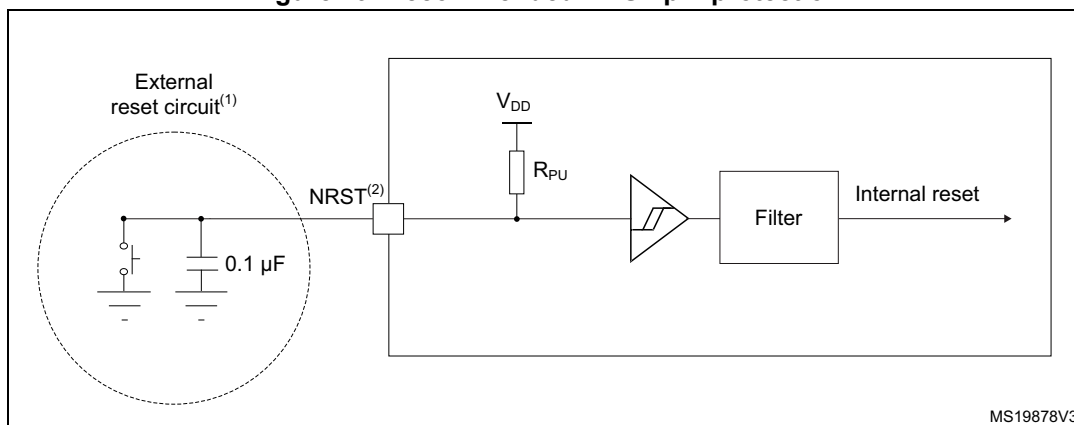 External
reset circuit(1)
VDD
RPU
NRST(2)
0.1 µF
Filter
Internal reset
MS19878V3